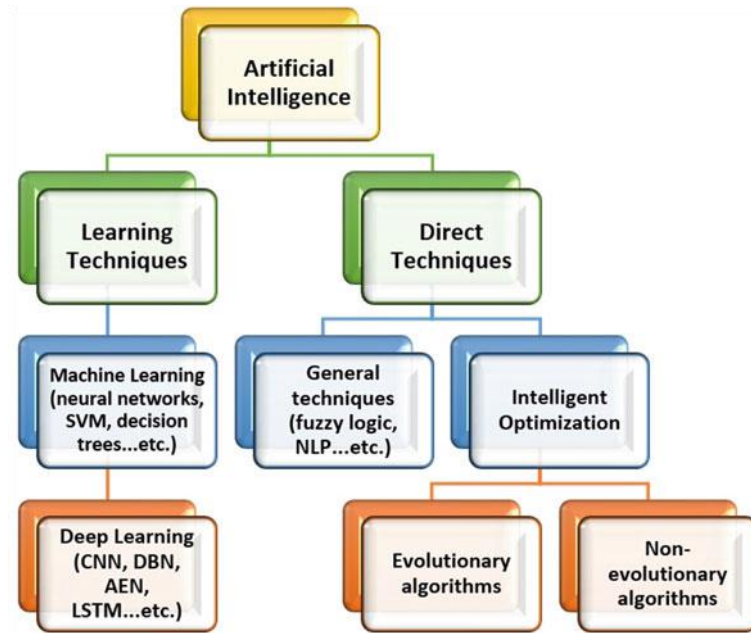 Artificial
Intelligence
Learning
Techniques
Direct
Techniques
Machine Learning
(neural networks,
SVM, decision
trees...etc.)
General
techniques
(fuzzy logic,
NLP...etc.)
Intelligent
Optimization
Deep Learning
(CNN, DBN,
AEN,
LSTM...etc.)
Evolutionary
algorithms
Non-
evolutionary
algorithms